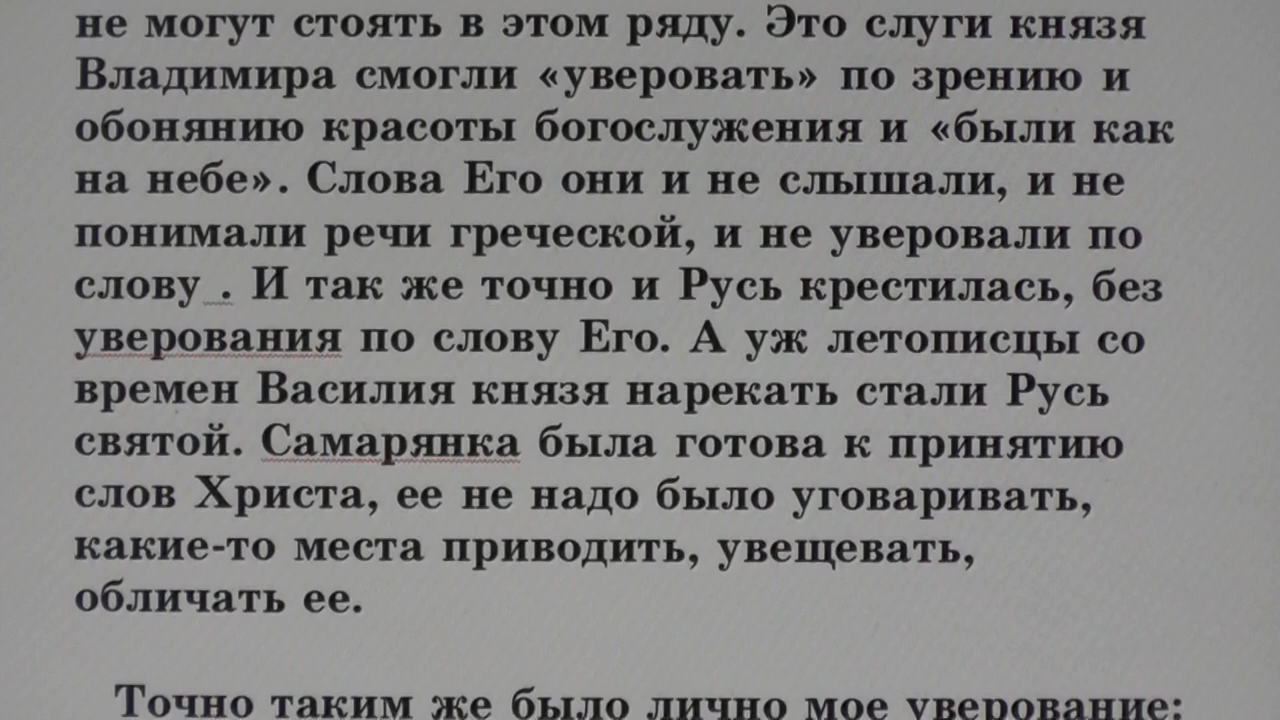 не могут стоять в этом ряду. Это слуги князя
Владимира смогли «уверовать» по зрению и
обонянию красоты богослужения и «были как
на небе». Слова Его они и не слышали, и не
понимали речи греческой, и не уверовали по
слову . И так же точно и Русь крестилась, без
уверования по слову Его. А уж летописцы со
времен Василия князя нарекать стали Русь
святой. Самарянка была готова к принятию
слов Христа, ее не надо было уговаривать,
какие-то места приводить, увещевать,
обличать ее.
Точно таким же было лично мое уверование: